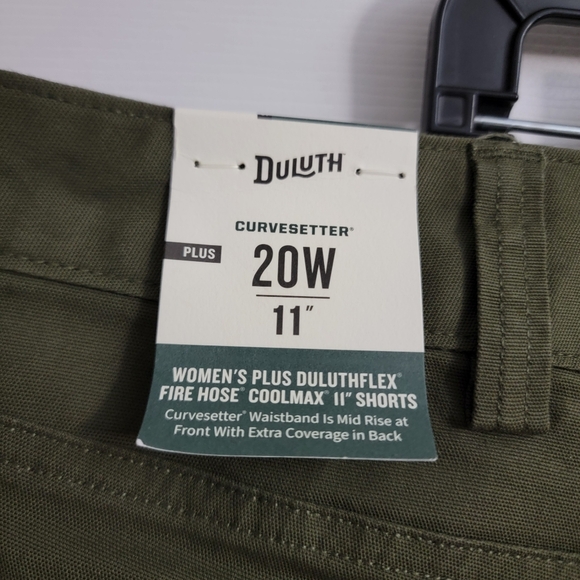 DULUTH
CURVESETTER®
PLUS
20W
11"
WOMEN'S PLUS DULUTHFLEX®
FIRE HOSE® COOLMAX® 11" SHORTS
Curvesetter® Waistband Is Mid Rise at
Front With Extra Coverage in Back